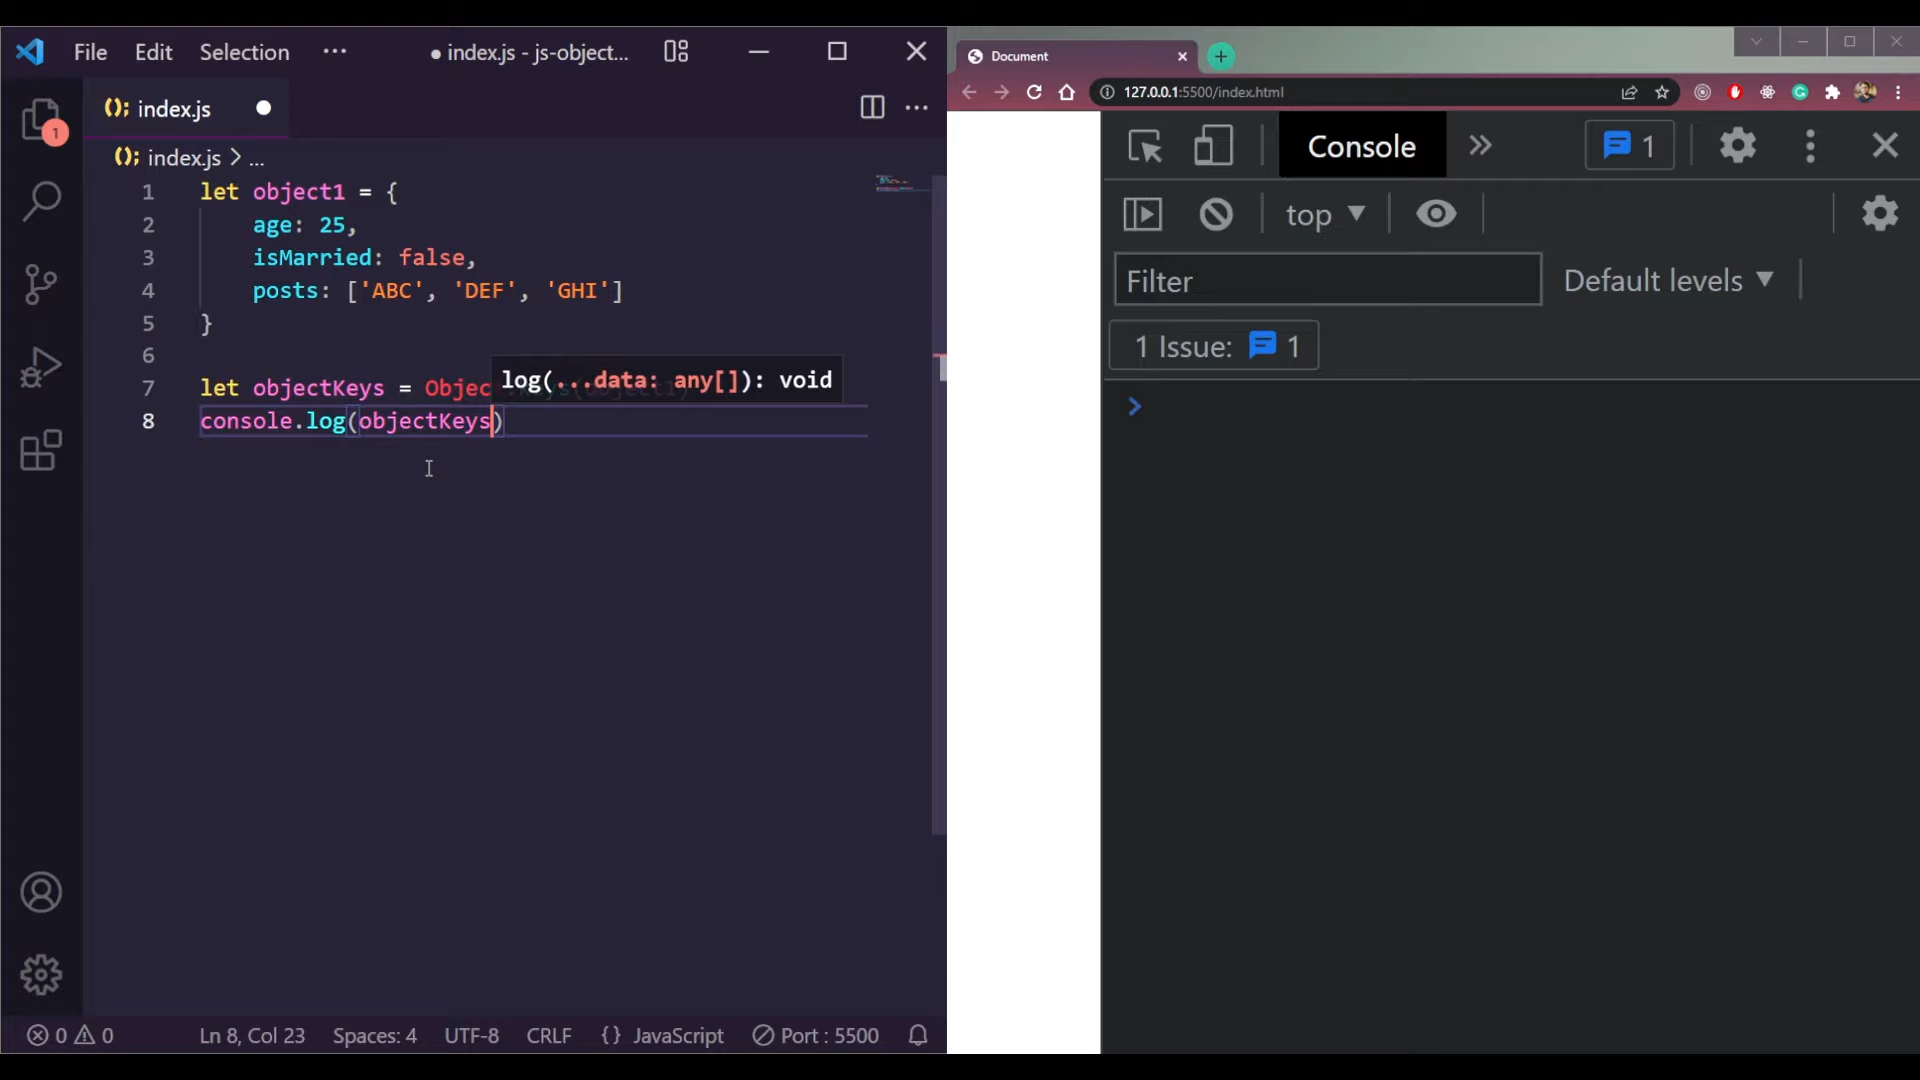 File Edit Selection ··· ● index.js - js-object...
Document
127.0.0.1:5500/index.html
index.js
index.js > ...
1 let object1 = {
2 age: 25,
3 isMarried: false,
4 posts: ['ABC', 'DEF', 'GHI']
5 }
6
7 let objectKeys = Objec
log(...data: any[]): void
8 console.log(objectKeys)
1
0 0 Ln 8, Col 23 Spaces: 4 UTF-8 CRLF {} JavaScript Port : 5500
Console 1
top
Filter Default levels
1 Issue: 1
>